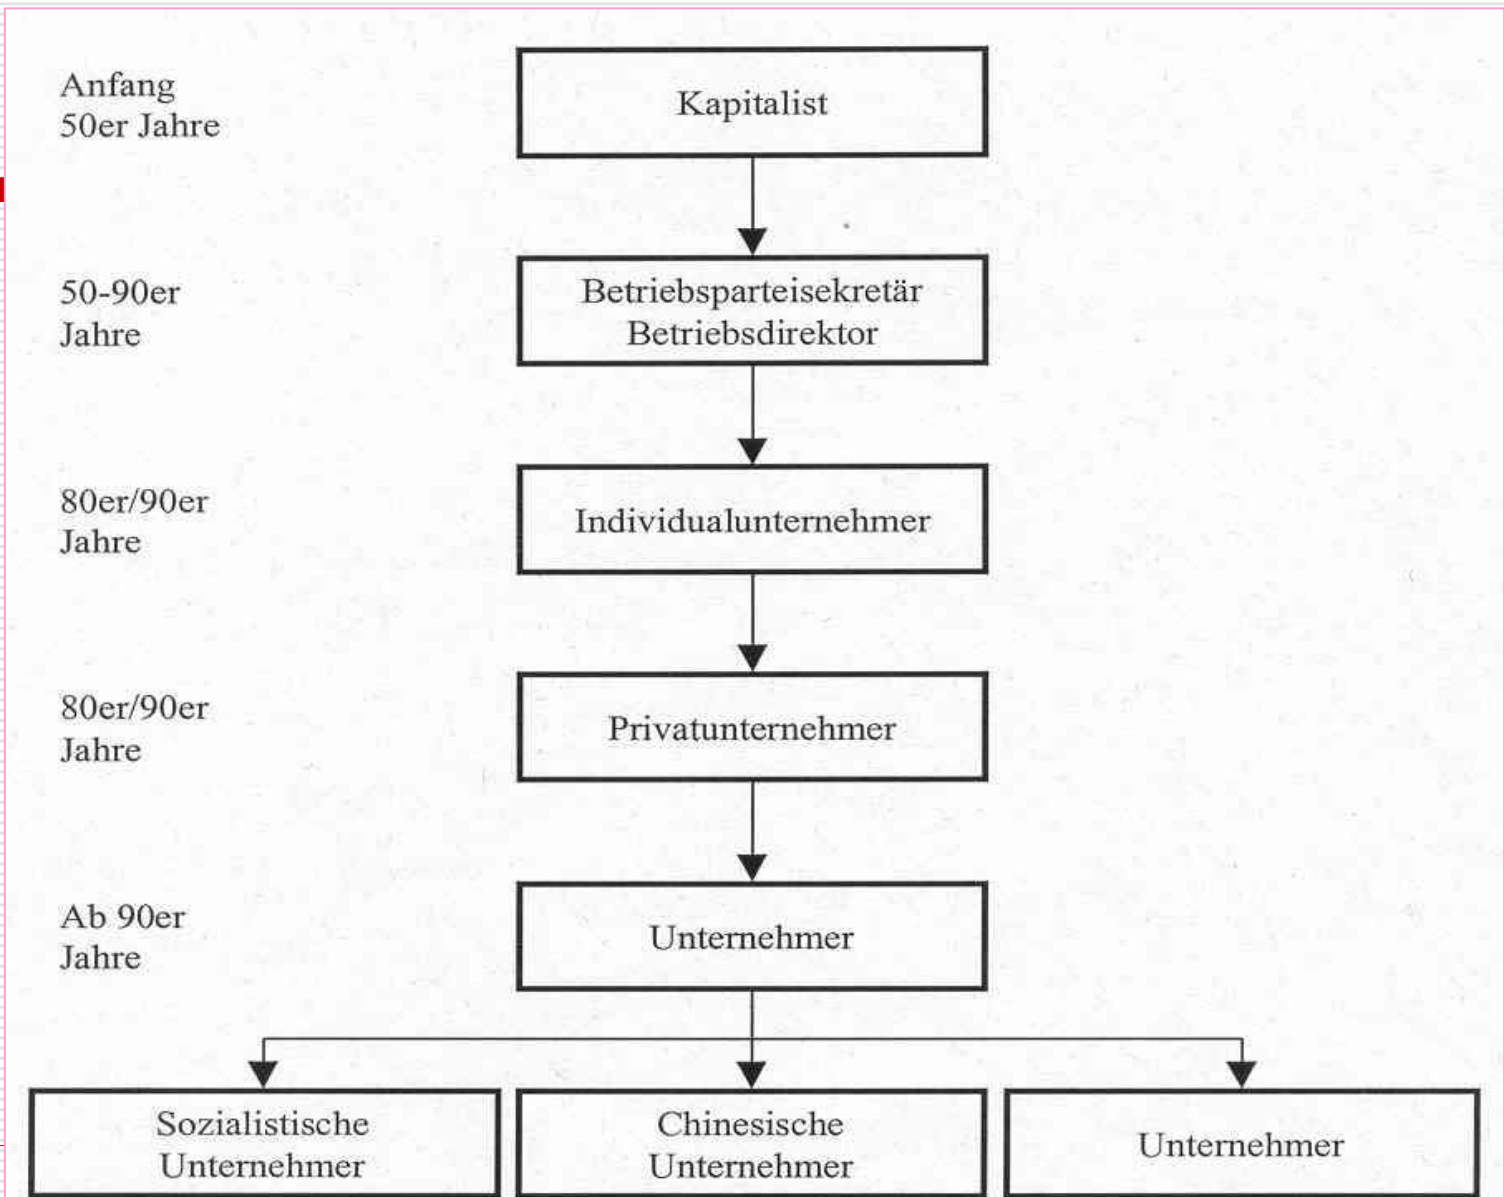 Anfang
50er Jahre
Kapitalist
50-90er
Jahre
Betriebsparteisekretär
Betriebsdirektor
80er/90er
Jahre
Individualunternehmer
80er/90er
Jahre
Privatunternehmer
Ab 90er
Jahre
Unternehmer
Sozialistische
Unternehmer
Chinesische
Unternehmer
Unternehmer